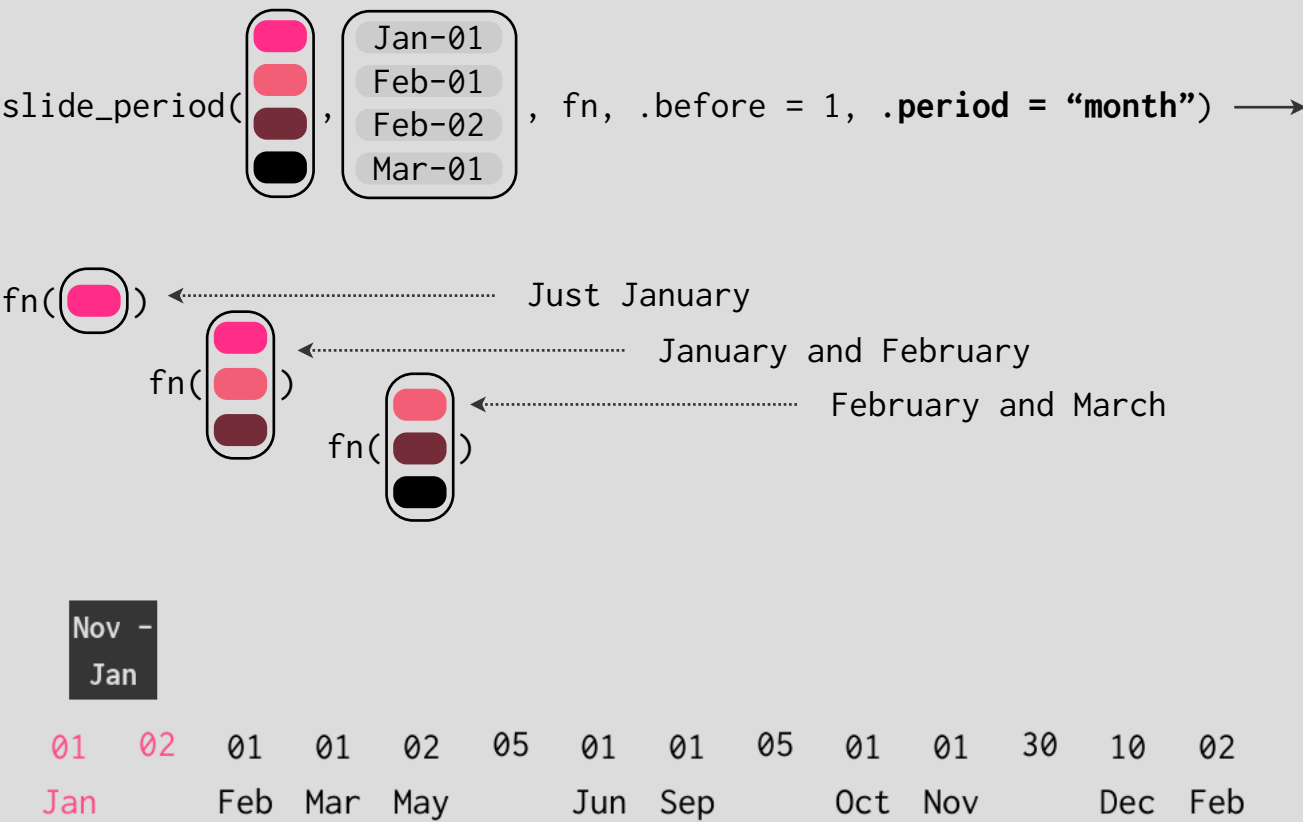 Jan-01
Feb-01
slide_period( , , fn, .before = 1, .period = “month”)
Feb-02
Mar-01
fn( ) Just January
January and February
fn( )
February and March
fn( )
Nov -
Jan
01 02 01 01 02 05 01 01 05 01 01 30 10 02
Jan Feb Mar May Jun Sep Oct Nov Dec Feb